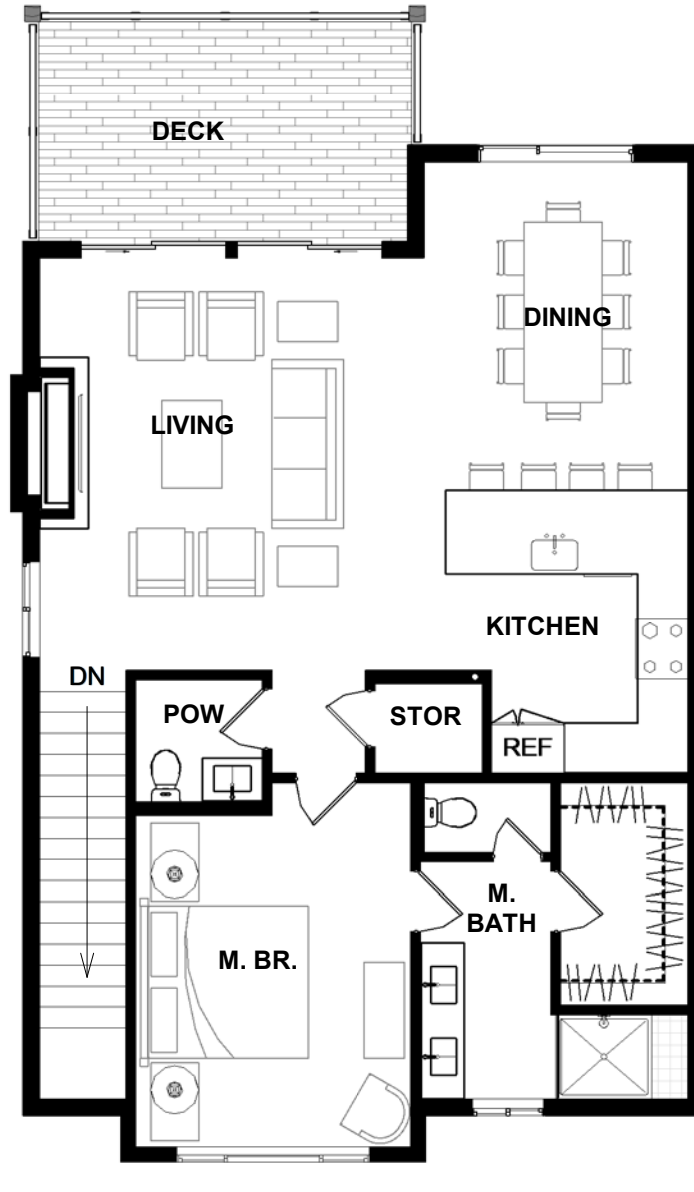 DECK
DINING
LIVING
KITCHEN
DN
POW
STOR
REF
M.
BATH
M. BR.